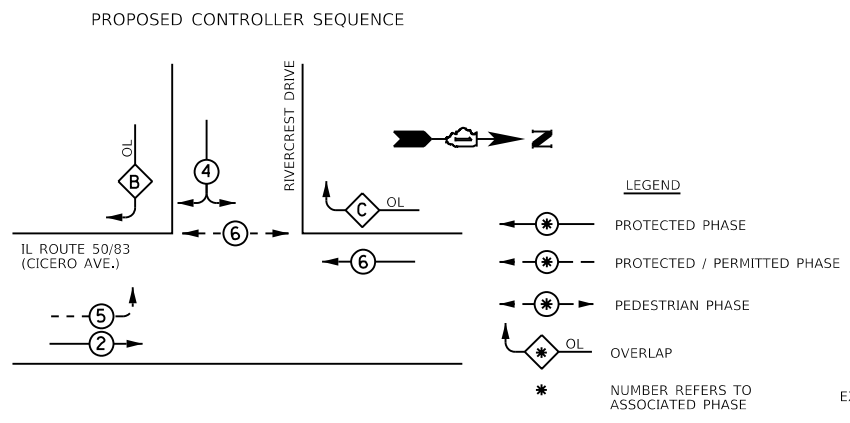 PROPOSED CONTROLLER SEQUENCE
RIVERCREST DRIVE
N
OL
B
4
C
OL
6
IL ROUTE 50/83
(CICERO AVE.)
6
5
2
LEGEND
* PROTECTED PHASE
* PROTECTED / PERMITTED PHASE
* PEDESTRIAN PHASE
* OL OVERLAP
* NUMBER REFERS TO
ASSOCIATED PHASE